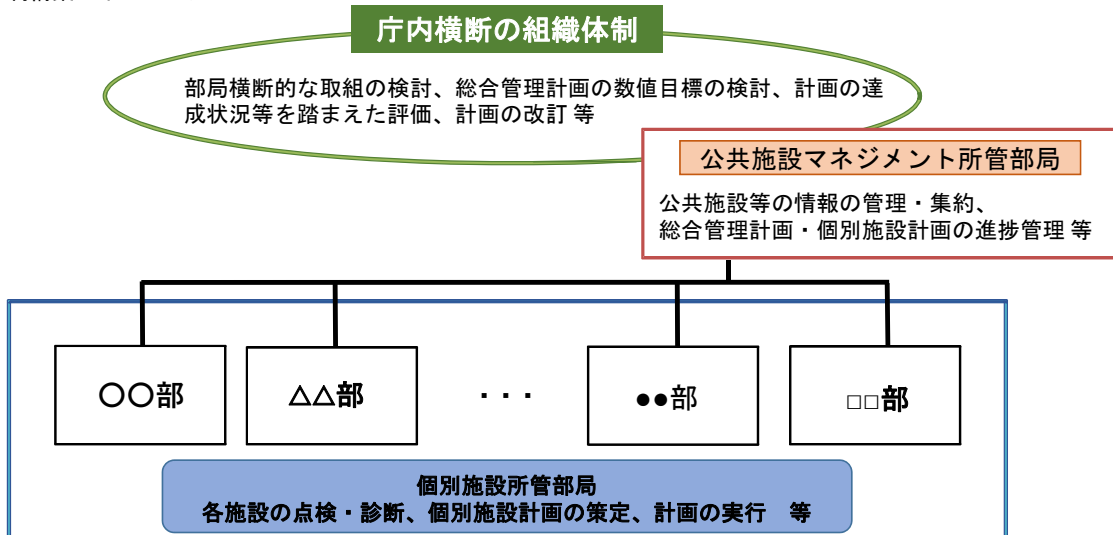 庁内横断の組織体制
部局横断的な取組の検討、総合管理計画の数値目標の検討、計画の達
成状況等を踏まえた評価、計画の改訂 等
公共施設マネジメント所管部局
公共施設等の情報の管理・集約、
総合管理計画・個別施設計画の進捗管理 等
〇〇部
△△部
・・・
●●部
□□部
個別施設所管部局
各施設の点検・診断、個別施設計画の策定、計画の実行　等